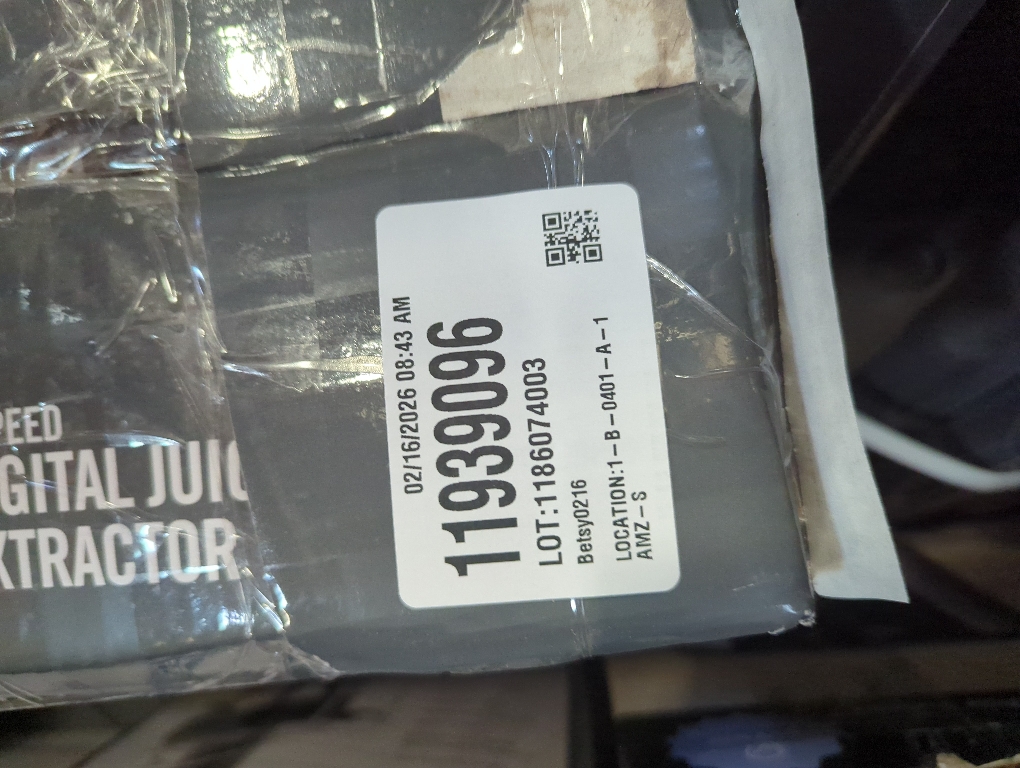 02/16/2026 08:43 AM
11939096
LOT:1186074003
Betsy0216
LOCATION:1-B-0401-A-1
AMZ-S
PEED
GITAL JUIC
XTRACTOR